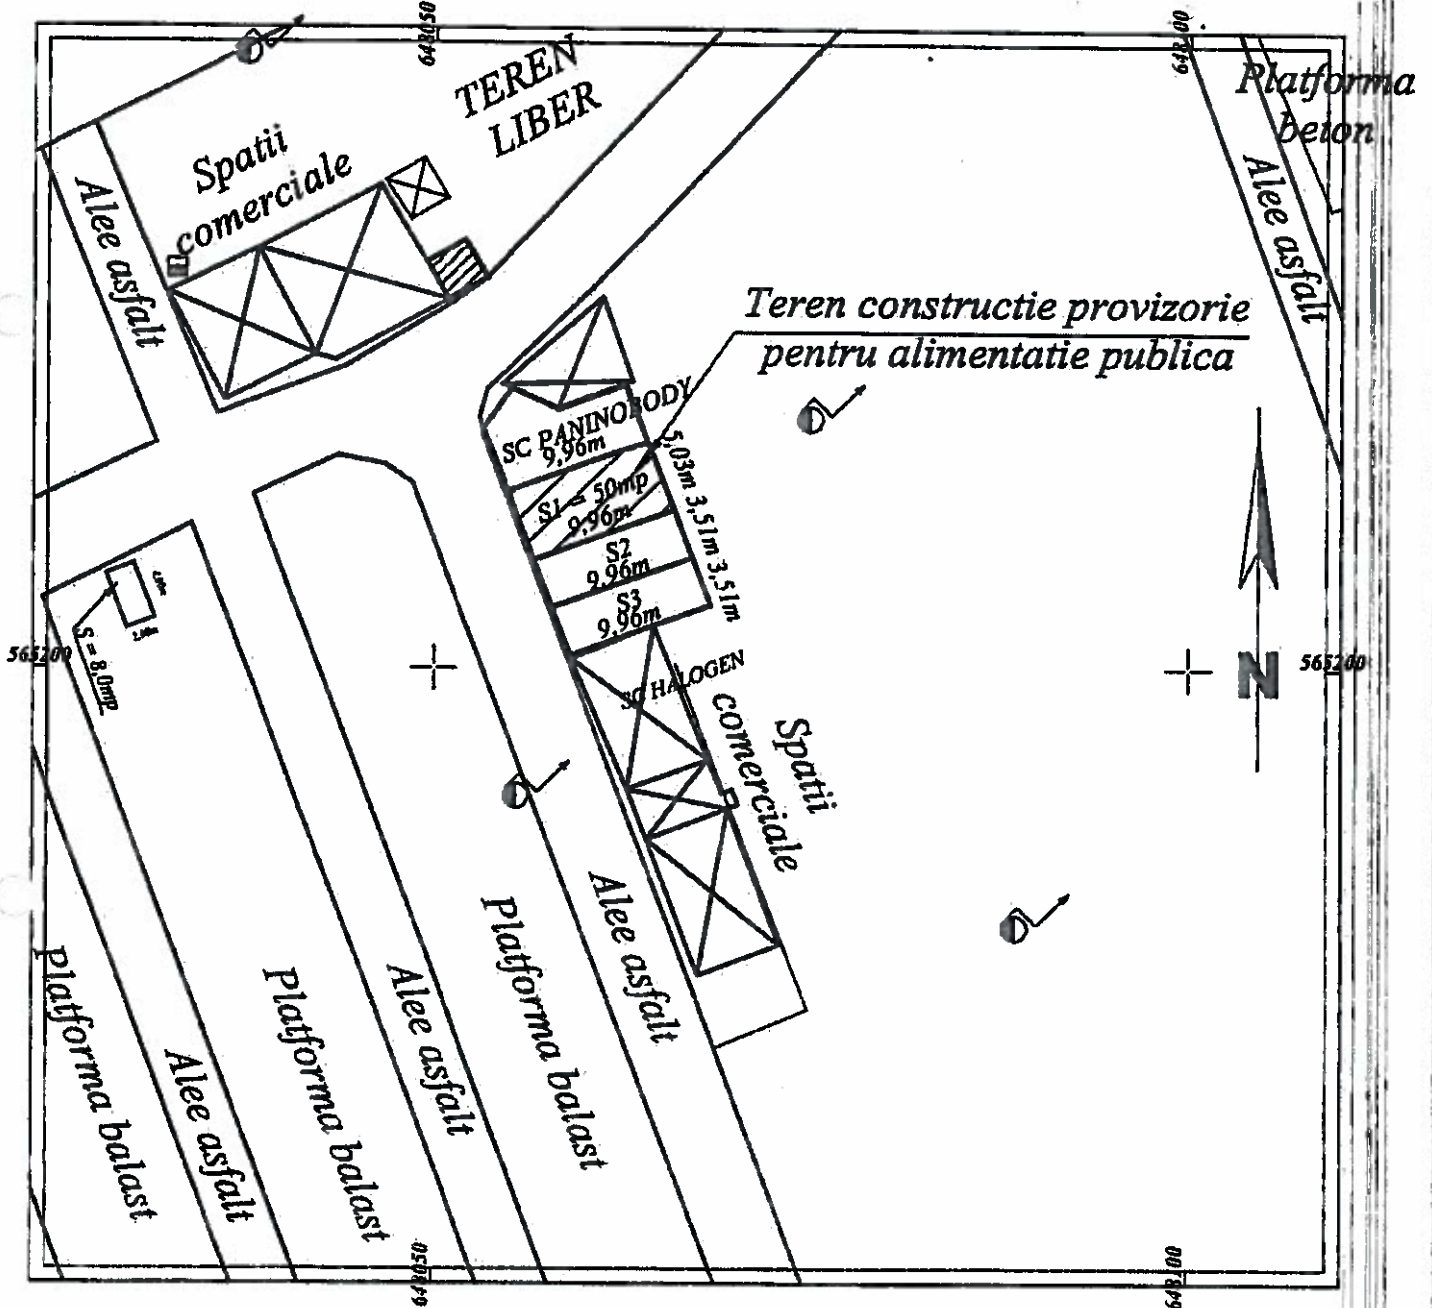 648050
648100
TEREN
LIBER
Platforma
beton
Spatii
comerciale
Alee asfalt
Alee asfalt
Teren constructie provizorie
pentru alimentatie publica
SC PANINOBODY
9,96m
5,03m
S1 = 50mp
9,96m
3,51m
S2
9,96m
3,51m
S3
9,96m
S = 8,0mp
565200
N
565200
SC HALOGEN
Spatii
comerciale
Platforma balast
Alee asfalt
Platforma balast
Alee asfalt
Platforma balast
Alee asfalt
648050
648100